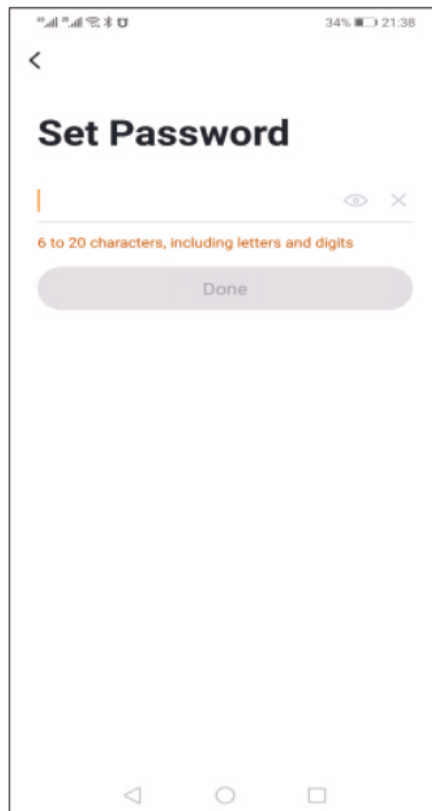 34% 21:38
Set Password
6 to 20 characters, including letters and digits
Done